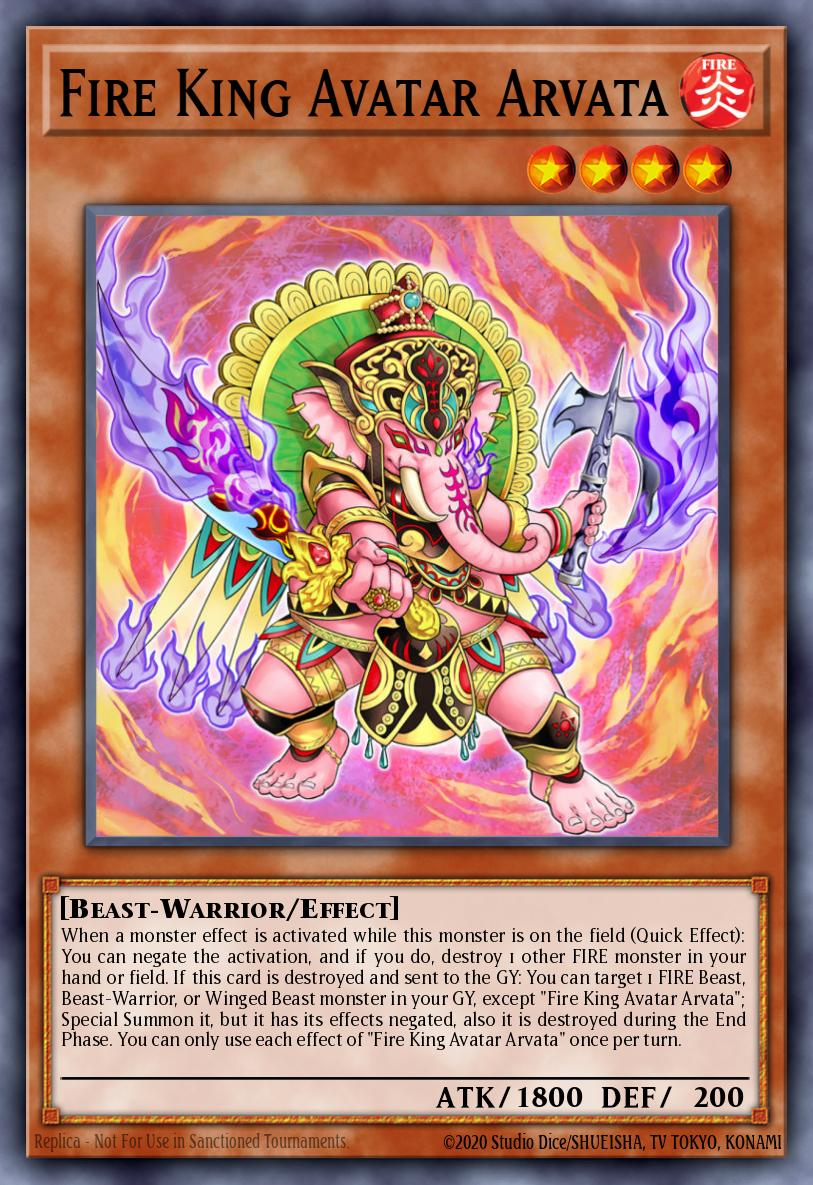 Fire King Avatar Arvata
FIRE
炎
[Beast-Warrior/Effect]
When a monster effect is activated while this monster is on the field (Quick Effect):
You can negate the activation, and if you do, destroy 1 other FIRE monster in your
hand or field. If this card is destroyed and sent to the GY: You can target 1 FIRE Beast,
Beast-Warrior, or Winged Beast monster in your GY, except "Fire King Avatar Arvata";
Special Summon it, but it has its effects negated, also it is destroyed during the End
Phase. You can only use each effect of "Fire King Avatar Arvata" once per turn.
ATK/1800 DEF/ 200
Replica - Not For Use in Sanctioned Tournaments.
©2020 Studio Dice/SHUEISHA, TV TOKYO, KONAMI